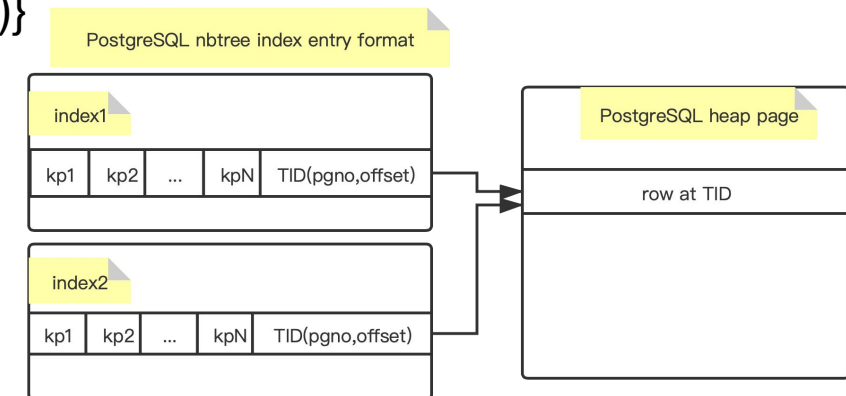 )}
PostgreSQL nbtree index entry format
index1
kp1 kp2 ... kpN TID(pgno,offset)
PostgreSQL heap page
row at TID
index2
kp1 kp2 ... kpN TID(pgno,offset)